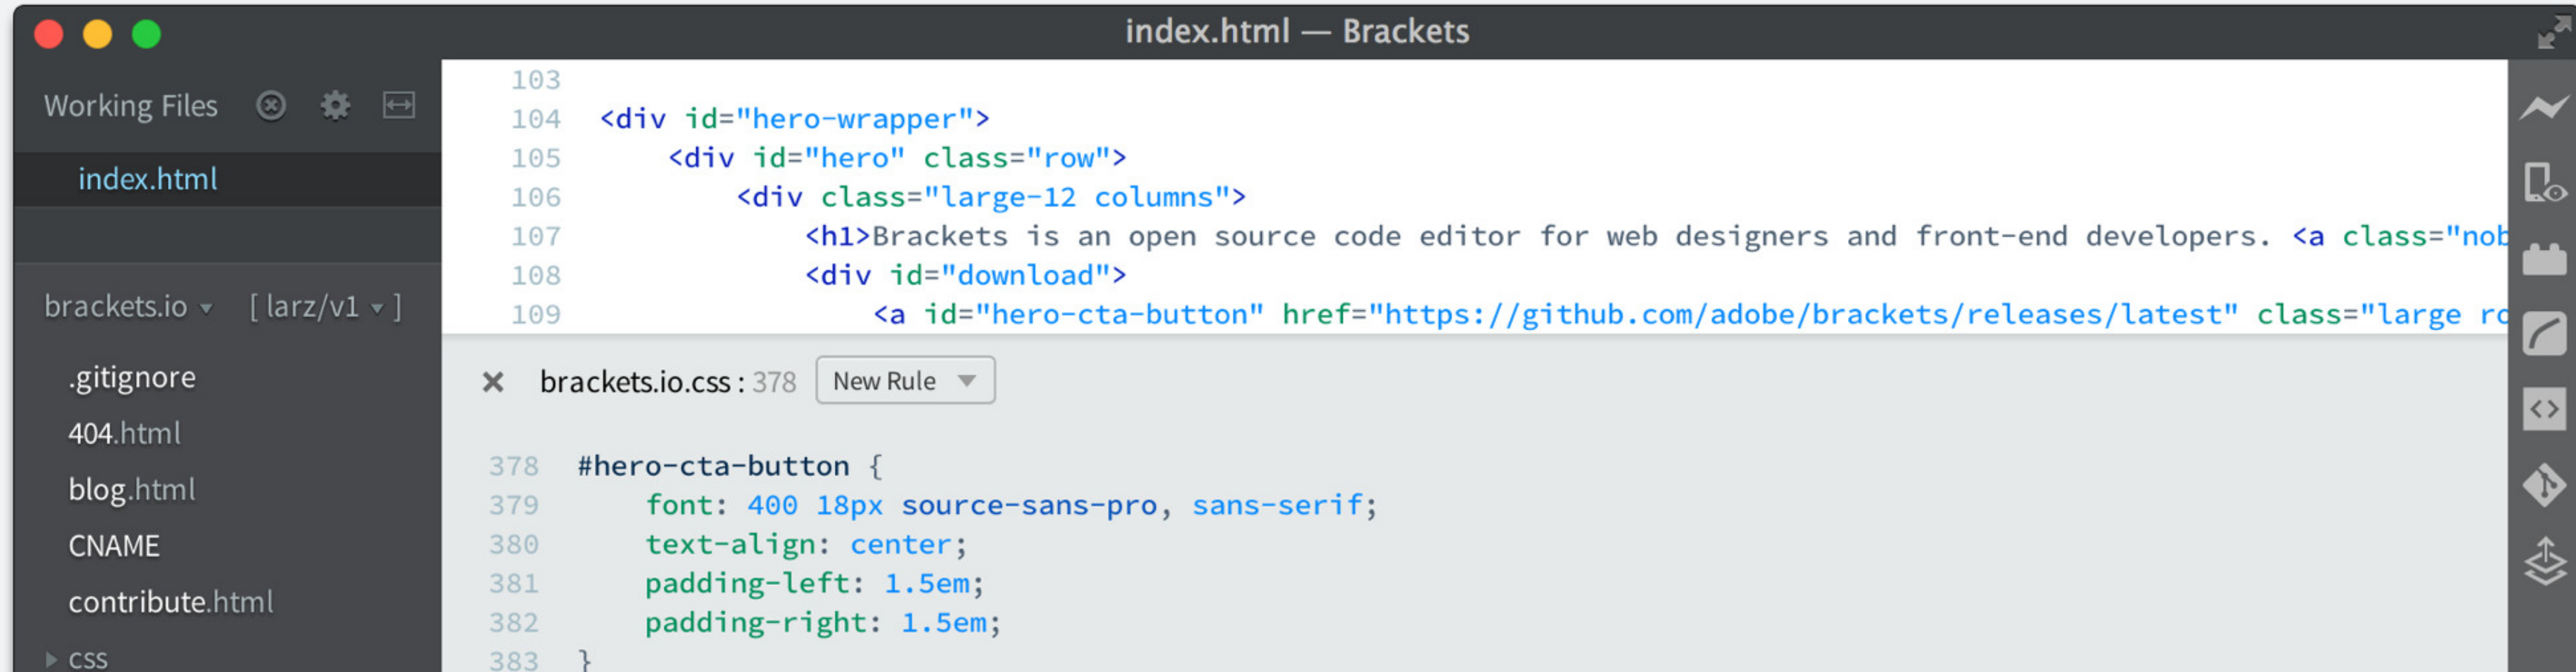 index.html — Brackets
Working Files
index.html
brackets.io [ larz/v1 ]
.gitignore
404.html
blog.html
CNAME
contribute.html
css
103
104 <div id="hero-wrapper">
105 <div id="hero" class="row">
106 <div class="large-12 columns">
107 <h1>Brackets is an open source code editor for web designers and front-end developers. <a class="nob
108 <div id="download">
109 <a id="hero-cta-button" href="https://github.com/adobe/brackets/releases/latest" class="large ro
brackets.io.css : 378 New Rule
378 #hero-cta-button {
379 font: 400 18px source-sans-pro, sans-serif;
380 text-align: center;
381 padding-left: 1.5em;
382 padding-right: 1.5em;
383 }